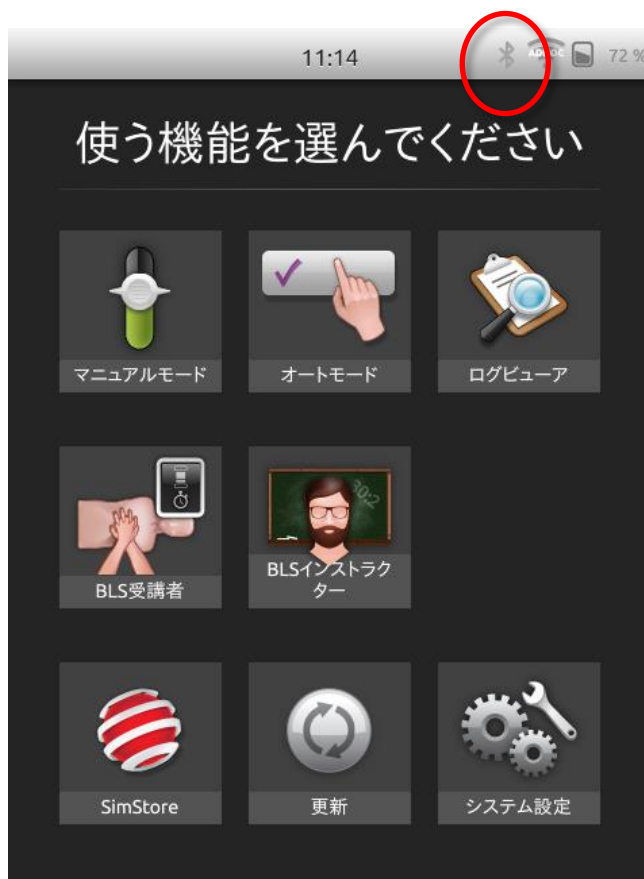 11:14
ADHOC
72 %
使う機能を選んでください
マニュアルモード
オートモード
ログビューア
BLS受講者
30:2
BLSインストラク
ター
SimStore
更新
システム設定